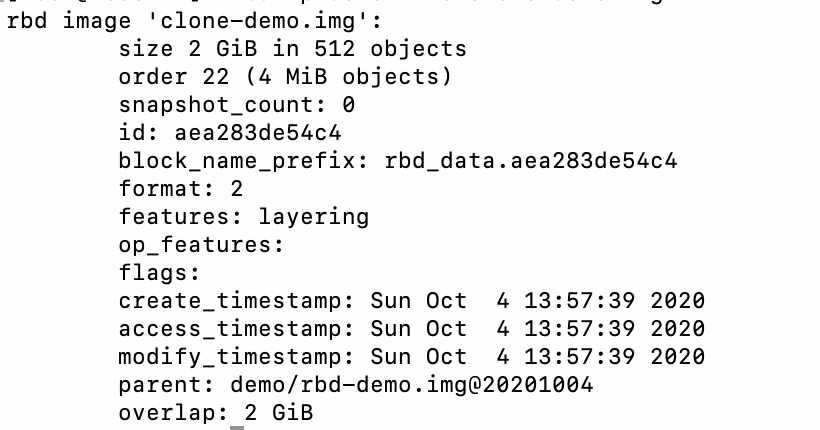 rbd image 'clone-demo.img':
size 2 GiB in 512 objects
order 22 (4 MiB objects)
snapshot_count: 0
id: aea283de54c4
block_name_prefix: rbd_data.aea283de54c4
format: 2
features: layering
op_features:
flags:
create_timestamp: Sun Oct  4 13:57:39 2020
access_timestamp: Sun Oct  4 13:57:39 2020
modify_timestamp: Sun Oct  4 13:57:39 2020
parent: demo/rbd-demo.img@20201004
overlap: 2 GiB